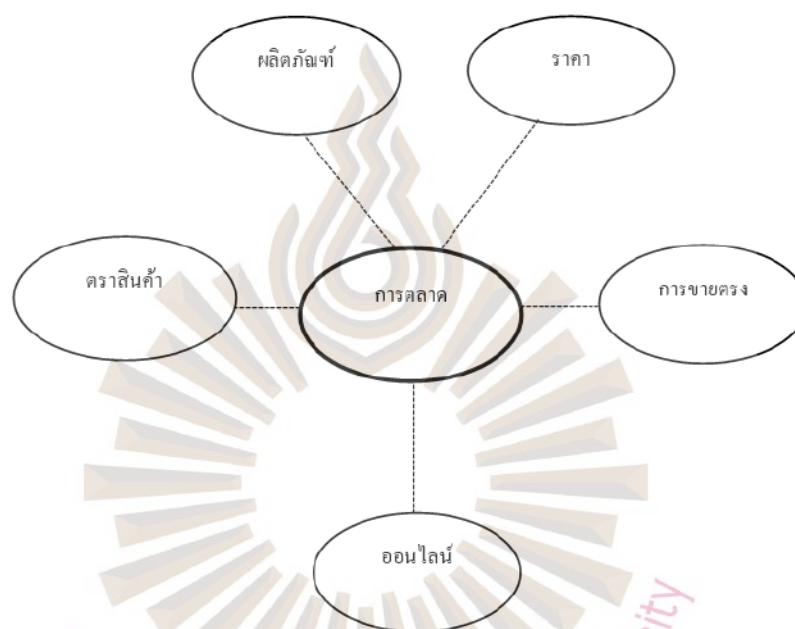 ผลิตภัณฑ์
ราคา
ตราสินค้า
การตลาด
การขายตรง
ออนไลน์